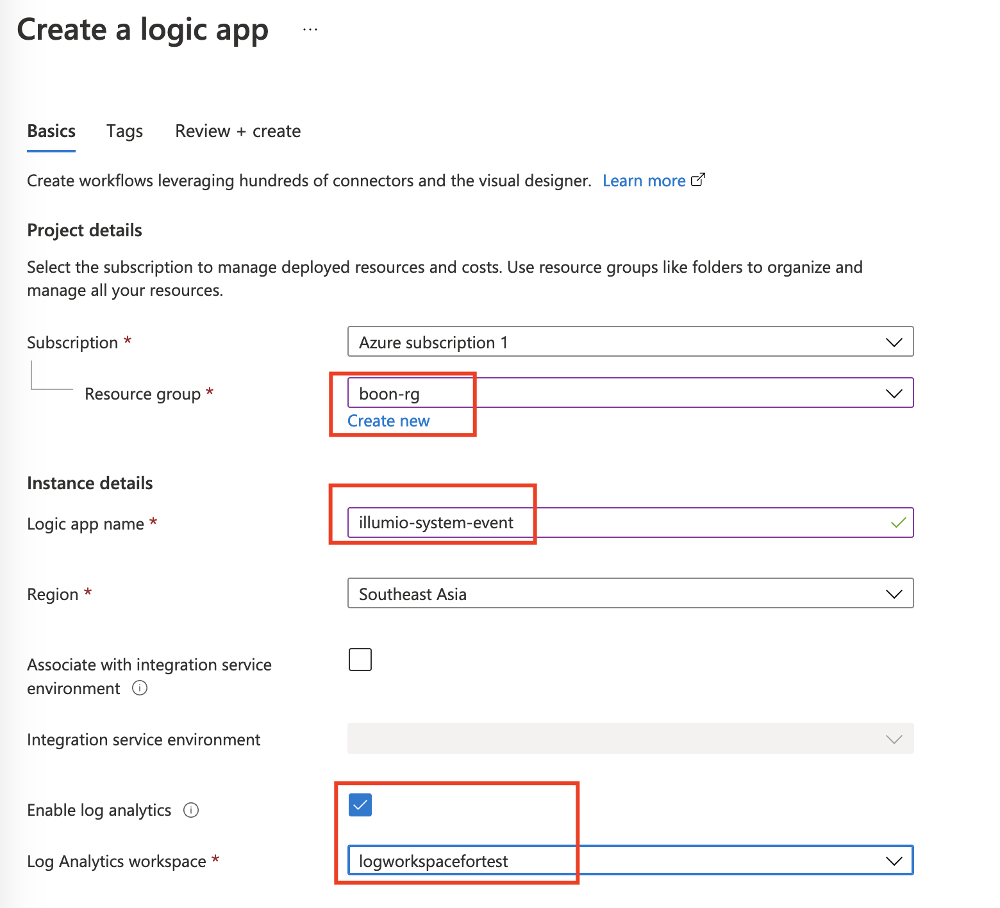 Create a logic app ...
Basics Tags Review + create
Create workflows leveraging hundreds of connectors and the visual designer. Learn more
Project details
Select the subscription to manage deployed resources and costs. Use resource groups like folders to organize and
manage all your resources.
Subscription * Azure subscription 1
Resource group * boon-rg
Create new
Instance details
Logic app name * illumio-system-event
Region * Southeast Asia
Associate with integration service
environment
Integration service environment
Enable log analytics
Log Analytics workspace * logworkspacefortest